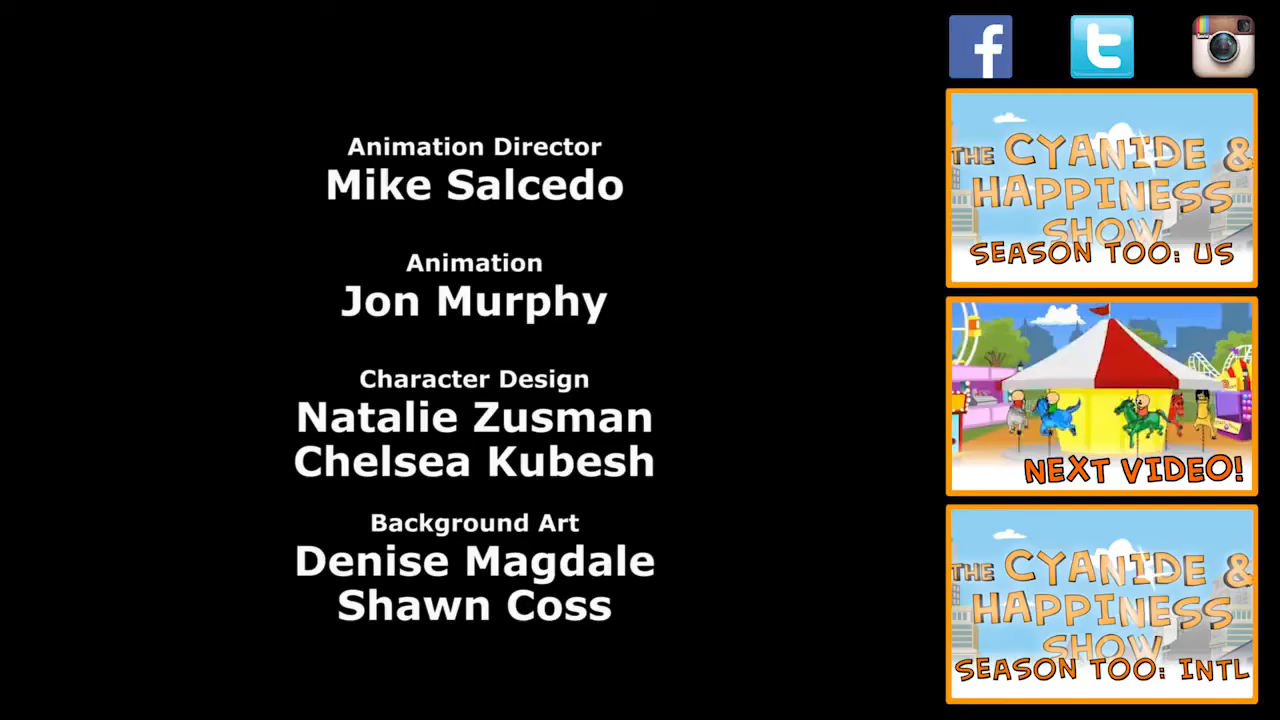 Animation Director
Mike Salcedo
Animation
Jon Murphy
Character Design
Natalie Zusman
Chelsea Kubesh
Background Art
Denise Magdale
Shawn Coss
f
t
THE CYANIDE &
HAPPINESS
SHOW
SEASON TOO: US
NEXT VIDEO!
THE CYANIDE &
HAPPINESS
SHOW
SEASON TOO: INTL